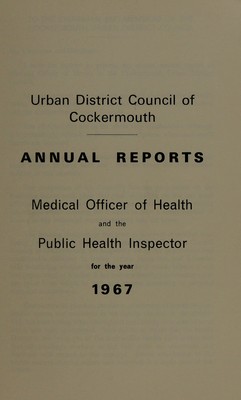 Urban District Council of
Cockermouth
ANNUAL REPORTS
Medical Officer of Health
and the
Public Health Inspector
for the year
1967